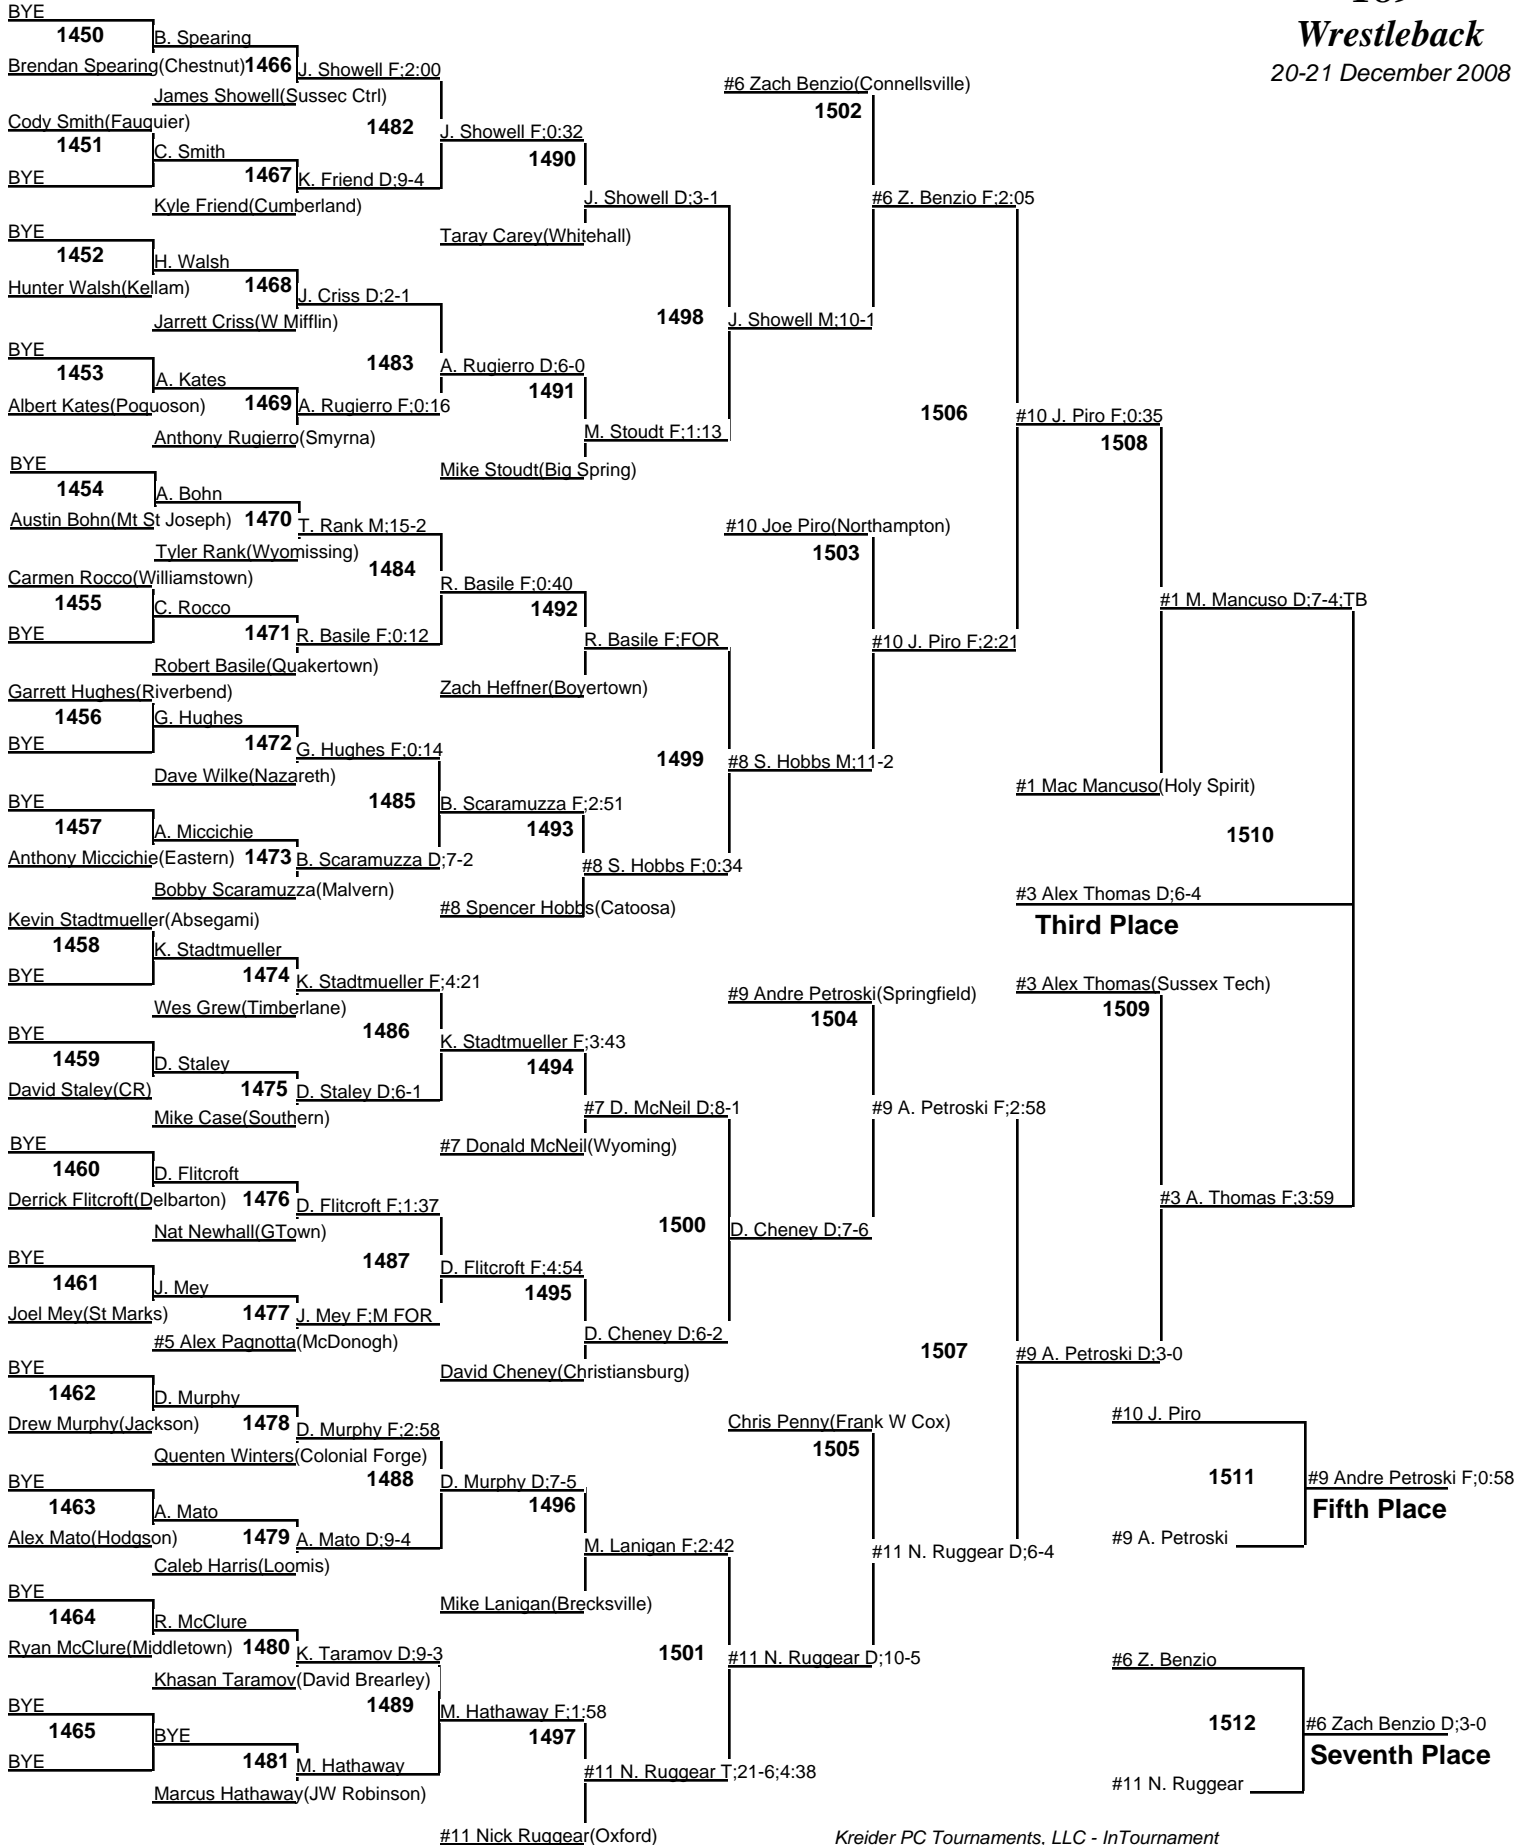 Wrestleback
20-21 December 2008
BYE
1450
B. Spearing
Brendan Spearing(Chestnut)
1466
J. Showell F;2:00
James Showell(Sussec Ctrl)
Cody Smith(Fauquier)
1482
J. Showell F;0:32
1451
C. Smith
1490
BYE
1467
K. Friend D;9-4
Kyle Friend(Cumberland)
J. Showell D;3-1
Taray Carey(Whitehall)
#6 Zach Benzio(Connellsville)
1502
#6 Z. Benzio F;2:05
BYE
1452
H. Walsh
Hunter Walsh(Kellam)
1468
J. Criss D;2-1
Jarrett Criss(W Mifflin)
1498
J. Showell M;10-1
BYE
1483
A. Rugierro D;6-0
1453
A. Kates
1491
Albert Kates(Poquoson)
1469
A. Rugierro F;0:16
Anthony Rugierro(Smyrna)
M. Stoudt F;1:13
Mike Stoudt(Big Spring)
1506
#10 J. Piro F;0:35
1508
BYE
1454
A. Bohn
Austin Bohn(Mt St Joseph)
1470
T. Rank M;15-2
Tyler Rank(Wyomissing)
#10 Joe Piro(Northampton)
1503
Carmen Rocco(Williamstown)
1484
R. Basile F;0:40
1455
C. Rocco
1492
BYE
1471
R. Basile F;0:12
Robert Basile(Quakertown)
R. Basile F;FOR
#10 J. Piro F;2:21
#1 M. Mancuso D;7-4;TB
Zach Heffner(Boyertown)
Garrett Hughes(Riverbend)
1456
G. Hughes
BYE
1472
G. Hughes F;0:14
Dave Wilke(Nazareth)
1499
#8 S. Hobbs M;11-2
#1 Mac Mancuso(Holy Spirit)
BYE
1485
B. Scaramuzza F;2:51
1457
A. Miccichie
1493
1510
Anthony Miccichie(Eastern)
1473
B. Scaramuzza D;7-2
Bobby Scaramuzza(Malvern)
#8 S. Hobbs F;0:34
#8 Spencer Hobbs(Catoosa)
#3 Alex Thomas D;6-4
Third Place
Kevin Stadtmueller(Absegami)
1458
K. Stadtmueller
BYE
1474
K. Stadtmueller F;4:21
Wes Grew(Timberlane)
#9 Andre Petroski(Springfield)
1504
#3 Alex Thomas(Sussex Tech)
1509
BYE
1486
K. Stadtmueller F;3:43
1459
D. Staley
1494
David Staley(CR)
1475
D. Staley D;6-1
Mike Case(Southern)
#7 D. McNeil D;8-1
#9 A. Petroski F;2:58
#7 Donald McNeil(Wyoming)
BYE
1460
D. Flitcroft
Derrick Flitcroft(Delbarton)
1476
D. Flitcroft F;1:37
Nat Newhall(GTown)
1500
D. Cheney D;7-6
#3 A. Thomas F;3:59
BYE
1487
D. Flitcroft F;4:54
1461
J. Mey
1495
Joel Mey(St Marks)
1477
J. Mey F;M FOR
#5 Alex Pagnotta(McDonogh)
D. Cheney D;6-2
David Cheney(Christiansburg)
1507
#9 A. Petroski D;3-0
BYE
1462
D. Murphy
Drew Murphy(Jackson)
1478
D. Murphy F;2:58
Quenten Winters(Colonial Forge)
Chris Penny(Frank W Cox)
1505
#10 J. Piro
BYE
1488
D. Murphy D;7-5
1463
A. Mato
1496
1511
#9 Andre Petroski F;0:58
Fifth Place
Alex Mato(Hodgson)
1479
A. Mato D;9-4
Caleb Harris(Loomis)
M. Lanigan F;2:42
#11 N. Ruggear D;6-4
#9 A. Petroski
Mike Lanigan(Brecksville)
BYE
1464
R. McClure
Ryan McClure(Middletown)
1480
K. Taramov D;9-3
Khasan Taramov(David Brearley)
1501
#11 N. Ruggear D;10-5
#6 Z. Benzio
BYE
1489
M. Hathaway F;1:58
1465
BYE
1497
1512
#6 Zach Benzio D;3-0
Seventh Place
BYE
1481
M. Hathaway
Marcus Hathaway(JW Robinson)
#11 N. Ruggear T;21-6;4:38
#11 N. Ruggear
#11 Nick Ruggear(Oxford)
Kreider PC Tournaments, LLC - InTournament